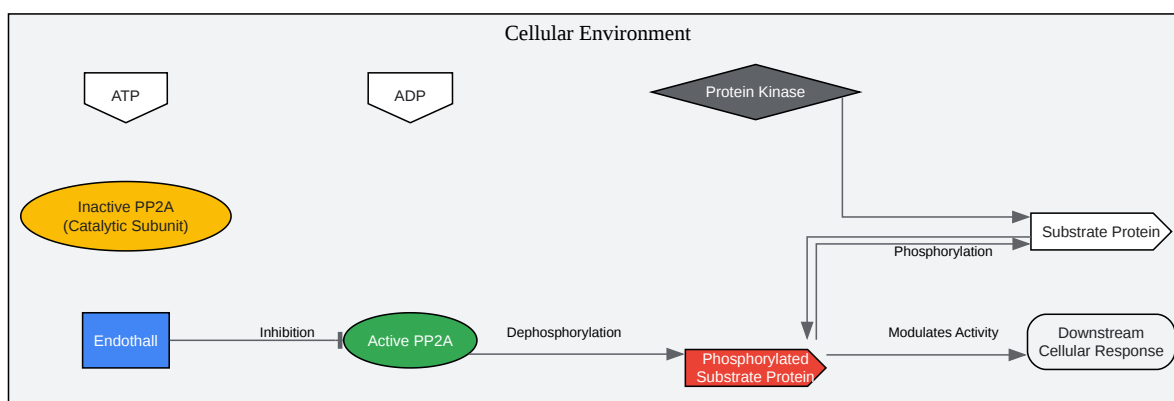 Cellular Environment
ATP
ADP
Protein Kinase
Inactive PP2A
(Catalytic Subunit)
Substrate Protein
Phosphorylation
Endothall
Inhibition
Active PP2A
Dephosphorylation
Phosphorylated
Substrate Protein
Modulates Activity
Downstream
Cellular Response